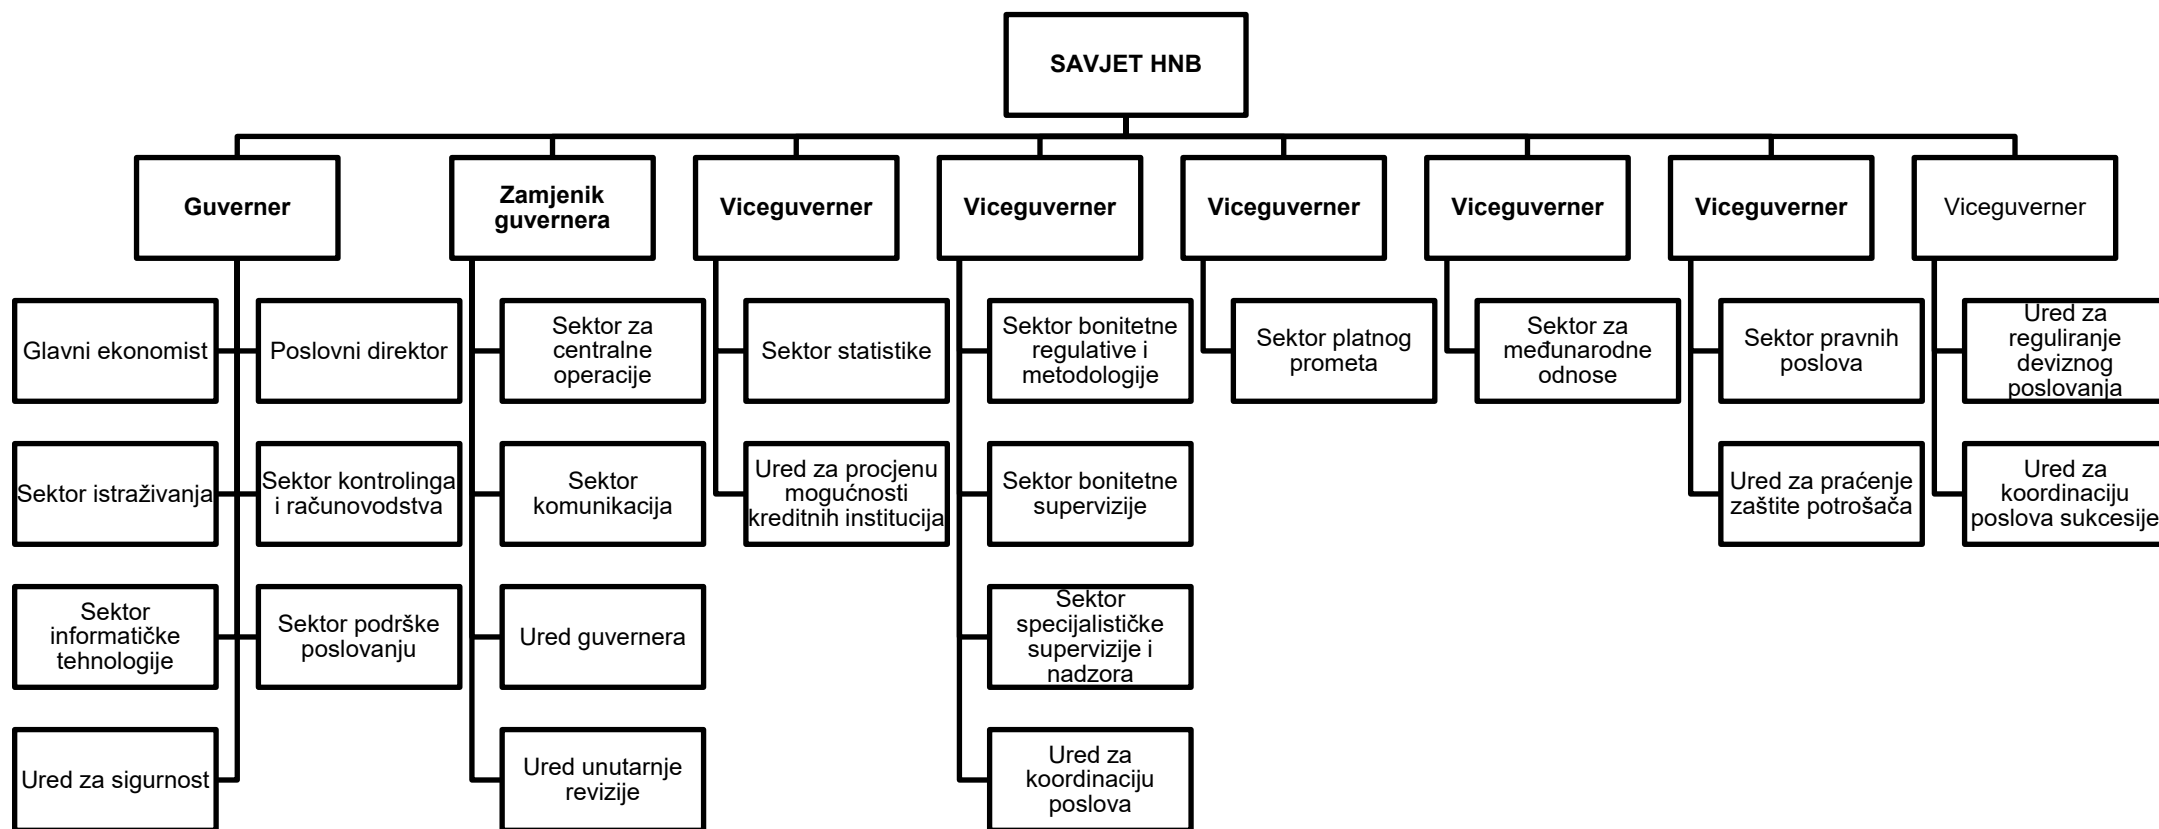 SAVJET HNB
Guverner
Zamjenik
guvernera
Viceguverner
Viceguverner
Viceguverner
Viceguverner
Viceguverner
Viceguverner
Glavni ekonomist
Poslovni direktor
Sektor za
centralne
operacije
Sektor statistike
Sektor bonitetne
regulative i
metodologije
Sektor platnog
prometa
Sektor za
međunarodne
odnose
Sektor pravnih
poslova
Ured za
reguliranje
deviznog
poslovanja
Sektor istraživanja
Sektor kontrolinga
i računovodstva
Sektor
komunikacija
Ured za procjenu
mogućnosti
kreditnih institucija
Sektor bonitetne
supervizije
Ured za praćenje
zaštite potrošača
Ured za
koordinaciju
poslova sukcesije
Sektor
informatičke
tehnologije
Sektor podrške
poslovanju
Ured guvernera
Sektor
specijalističke
supervizije i
nadzora
Ured za sigurnost
Ured unutarnje
revizije
Ured za
koordinaciju
poslova